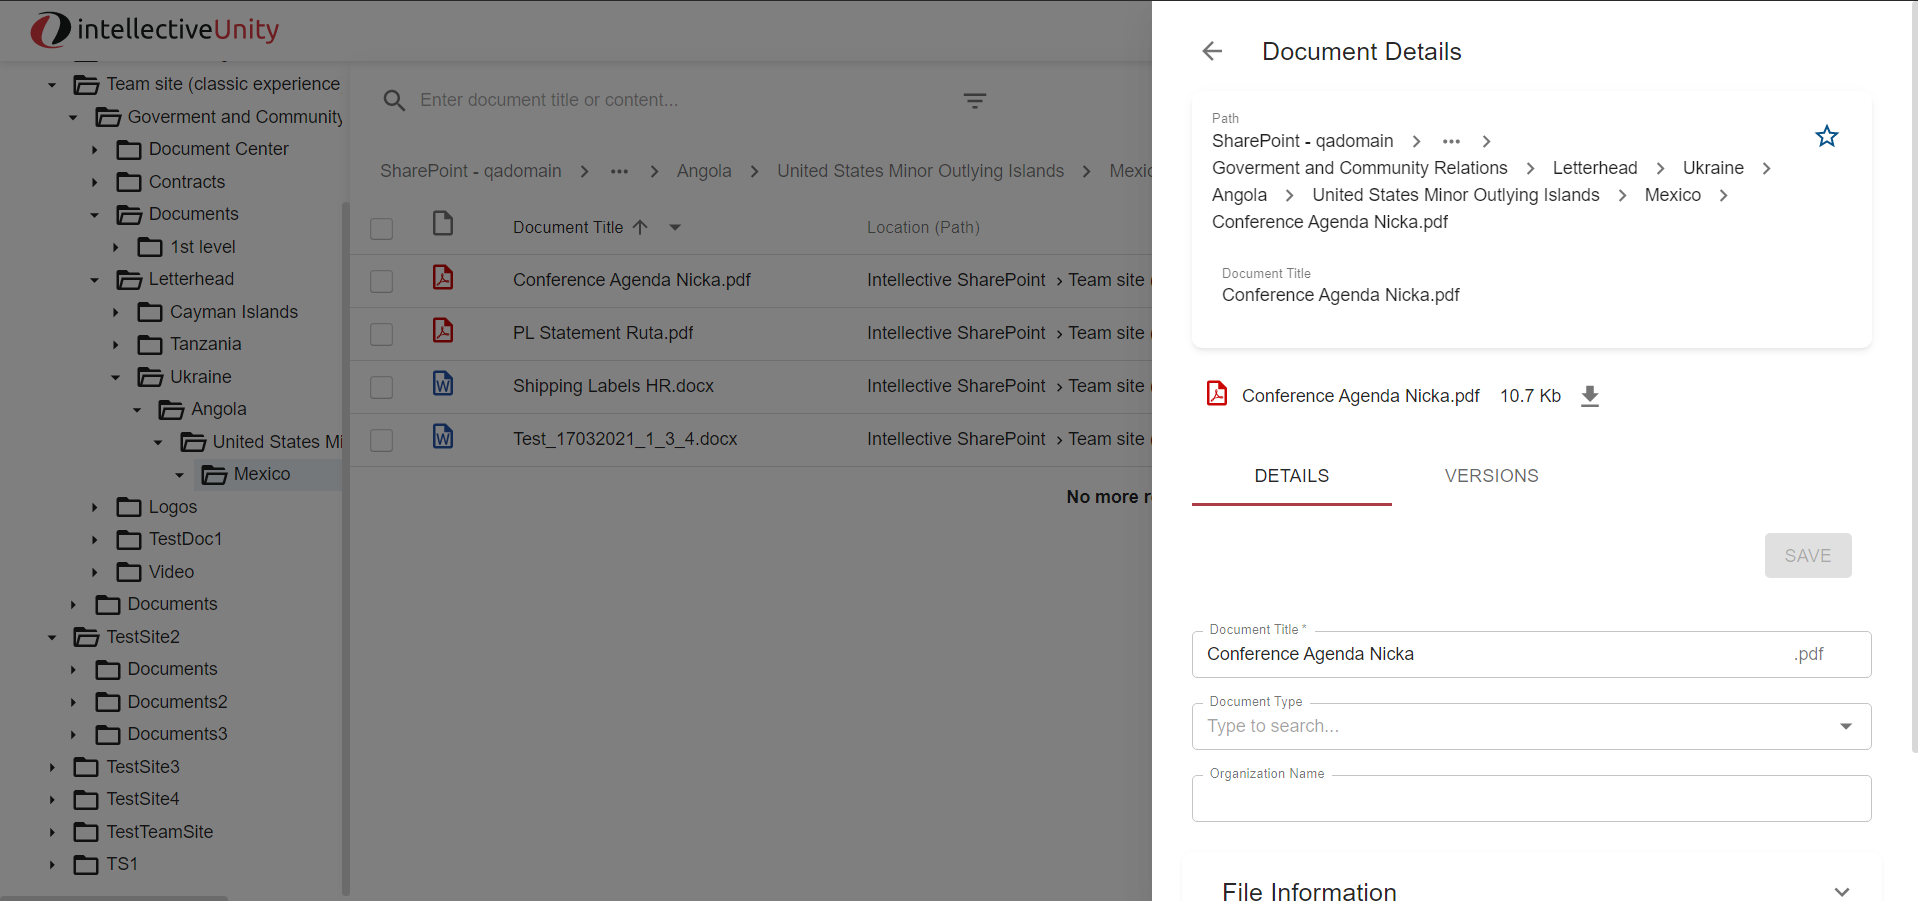 intellectiveUnity
Team site (classic experience
Goverment and Community
Document Center
Contracts
Documents
1st level
Letterhead
Cayman Islands
Tanzania
Ukraine
Angola
United States Mi
Mexico
Logos
TestDoc1
Video
Documents
TestSite2
Documents
Documents2
Documents3
TestSite3
TestSite4
TestTeamSite
TS1
Enter document title or content...
SharePoint - qadomain > ••• > Angola > United States Minor Outlying Islands > Mexic
Document Title Location (Path)
Conference Agenda Nicka.pdf Intellective SharePoint > Team site
PL Statement Ruta.pdf Intellective SharePoint > Team site
Shipping Labels HR.docx Intellective SharePoint > Team site
Test_17032021_1_3_4.docx Intellective SharePoint > Team site
No more r
Document Details
Path
SharePoint - qadomain > ••• >
Goverment and Community Relations > Letterhead > Ukraine >
Angola > United States Minor Outlying Islands > Mexico >
Conference Agenda Nicka.pdf
Document Title
Conference Agenda Nicka.pdf
Conference Agenda Nicka.pdf 10.7 Kb
DETAILS VERSIONS
SAVE
Document Title *
Conference Agenda Nicka .pdf
Document Type
Type to search...
Organization Name
File Information